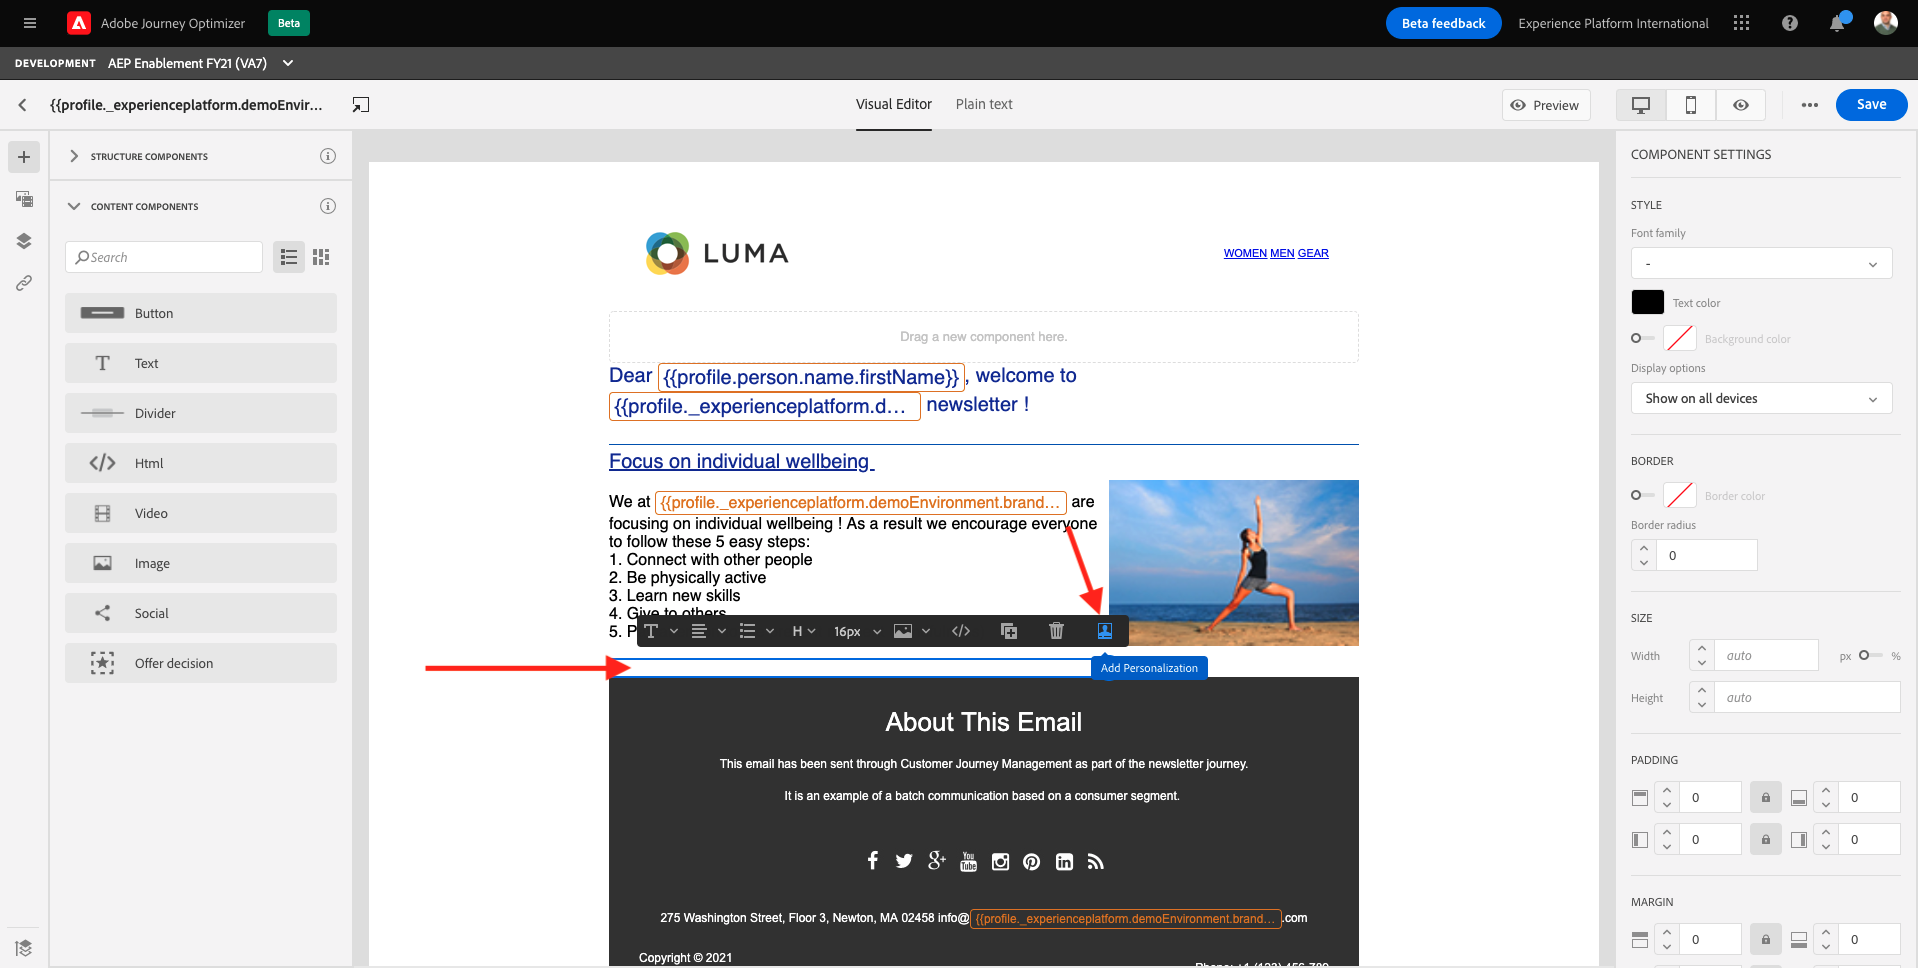 Adobe Journey Optimizer Beta Beta feedback Experience Platform International
DEVELOPMENT AEP Enablement FY21 (VA7)
{{profile._experienceplatform.demoEnvir... Visual Editor Plain text Preview Save
STRUCTURE COMPONENTS
CONTENT COMPONENTS
Search
Button
Text
Divider
Html
Video
Image
Social
Offer decision
LUMA
WOMEN MEN GEAR
Drag a new component here.
Dear {{profile.person.name.firstName}}, welcome to
{{profile._experienceplatform.d... newsletter !
Focus on individual wellbeing
We at {{profile._experienceplatform.demoEnvironment.brand... are
focusing on individual wellbeing ! As a result we encourage everyone
to follow these 5 easy steps:
1. Connect with other people
2. Be physically active
3. Learn new skills
4. Give to others
5. P
H 16px
Add Personalization
About This Email
This email has been sent through Customer Journey Management as part of the newsletter journey.
It is an example of a batch communication based on a consumer segment.
You Tube
275 Washington Street, Floor 3, Newton, MA 02458 info@{{profile._experienceplatform.demoEnvironment.brand... .com
Copyright © 2021
Phone: +1 (123) 456-789
COMPONENT SETTINGS
STYLE
Font family
-
Text color
Background color
Display options
Show on all devices
BORDER
Border color
Border radius
0
SIZE
Width auto px %
Height auto
PADDING
0 0
0 0
MARGIN
0 0